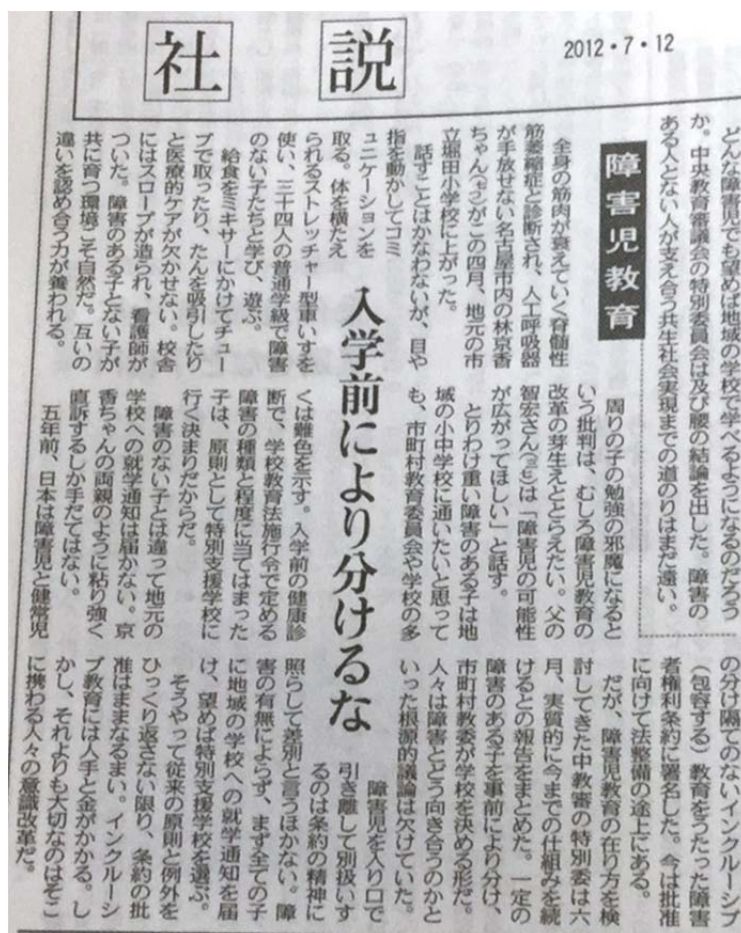 社説
2012・7・12
どんな障害児でも望めば地域の学校で学べるようになるのだろう
か。中央教育審議会の特別委員会は及び腰の結論を出した。障害の
ある人とない人が支え合う共生社会実現までの道のりはまだ遠い。
障害児教育
入学前により分けるな
全身の筋肉が衰えていく脊髄性
筋萎縮症と診断され、人工呼吸器
が手放せない名古屋市内の林京香
ちゃん()がこの四月、地元の市
立堀田小学校に上がった。
話すことはかなわないが、目や
指を動かしてコミ
ュニケーションを
取る。体を横たえ
られるストレッチャー型車いすを
使い、三十四人の普通学級で障害
のない子たちと学び、遊ぶ。
給食をミキサーにかけてチュー
ブで取ったり、たんを吸引したり
と医療的ケアが欠かせない。校舎
にはスロープが造られ、看護師が
ついた。障害のある子とない子が
共に育つ環境こそ自然だ。互いの
違いを認め合う力が養われる。
周りの子の勉強の邪魔になると
いう批判は、むしろ障害児教育の
改革の芽生えととらえたい。父の
智宏さん()は「障害児の可能性
が広がってほしい」と話す。
とりわけ重い障害のある子は地
域の小中学校に通いたいと思って
も、市町村教育委員会や学校の多
くは難色を示す。入学前の健康診
断で、学校教育法施行令で定める
障害の種類と程度に当てはまった
子は、原則として特別支援学校に
行く決まりだからだ。
障害のない子とは違って地元の
学校への就学通知は届かない。京
香ちゃんの両親のように粘り強く
直訴するしか手だてはない。
五年前、日本は障害児と健常児
の分け隔てのないインクルーシブ
（包容する）教育をうたった障害
者権利条約に署名した。今は批准
に向けて法整備の途上にある。
だが、障害児教育の在り方を検
討してきた中教審の特別委は六
月、実質的に今までの仕組みを続
けるとの報告をまとめた。一定の
障害のある子を事前により分け、
市町村教委が学校を決める形だ。
人々は障害とどう向き合うのかと
いった根源的議論は欠けていた。
障害児を入り口で
引き離して別扱いす
るのは条約の精神に
照らして差別と言うほかない。障
害の有無によらず、まず全ての子
に地域の学校への就学通知を届
け、望めば特別支援学校を選ぶ。
そうやって従来の原則と例外を
ひっくり返さない限り、条約の批
准はままなるまい。インクルーシ
ブ教育には人手と金がかかる。し
かし、それよりも大切なのはそこ
に携わる人々の意識改革だ。